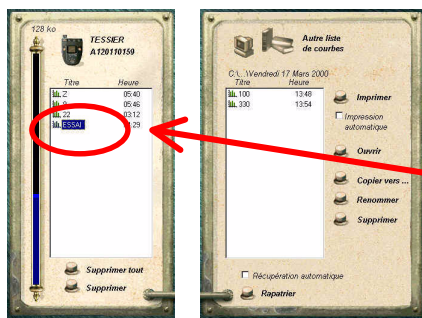 128 ko
TESSIER
A120110159
Titre Heure
Z 05:40
05:46
22 03:12
ESSAI :29
Supprimer tout
Supprimer
Autre liste
de courbes
C:\...\Vendredi 17 Mars 2000
Titre Heure
100 13:48
330 13:54
Imprimer
Impression
automatique
Ouvrir
Copier vers ...
Renommer
Supprimer
Récupération automatique
Rapatrier